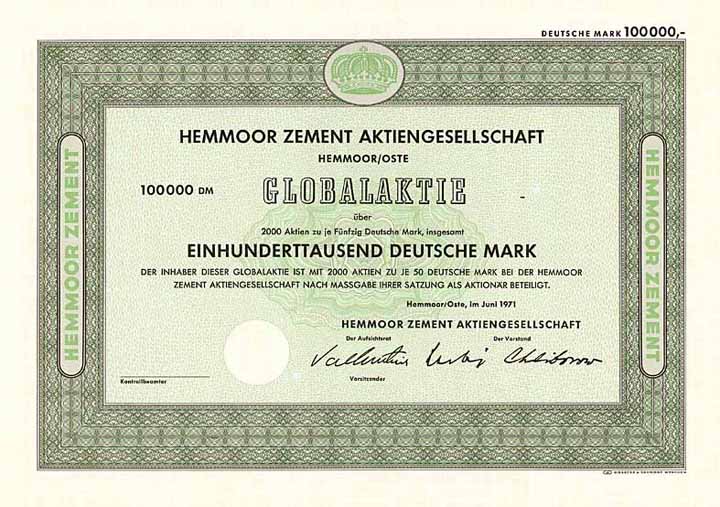 DEUTSCHE MARK 100000,-
HEMMOOR ZEMENT AKTIENGESELLSCHAFT
HEMMOOR/OSTE
100000 DM GLOBALAKTIE -
über
2000 Aktien zu je Fünfzig Deutsche Mark, insgesamt
EINHUNDERTTAUSEND DEUTSCHE MARK
DER INHABER DIESER GLOBALAKTIE IST MIT 2000 AKTIEN ZU JE 50 DEUTSCHE MARK BEI DER HEMMOOR
ZEMENT AKTIENGESELLSCHAFT NACH MASSGABE IHRER SATZUNG ALS AKTIONÄR BETEILIGT.
Hemmoor/Oste, im Juni 1971
HEMMOOR ZEMENT AKTIENGESELLSCHAFT
Der Aufsichtsrat Der Vorstand
Vorsitzender
Kontrollbeamter
HEMMOOR ZEMENT
HEMMOOR ZEMENT